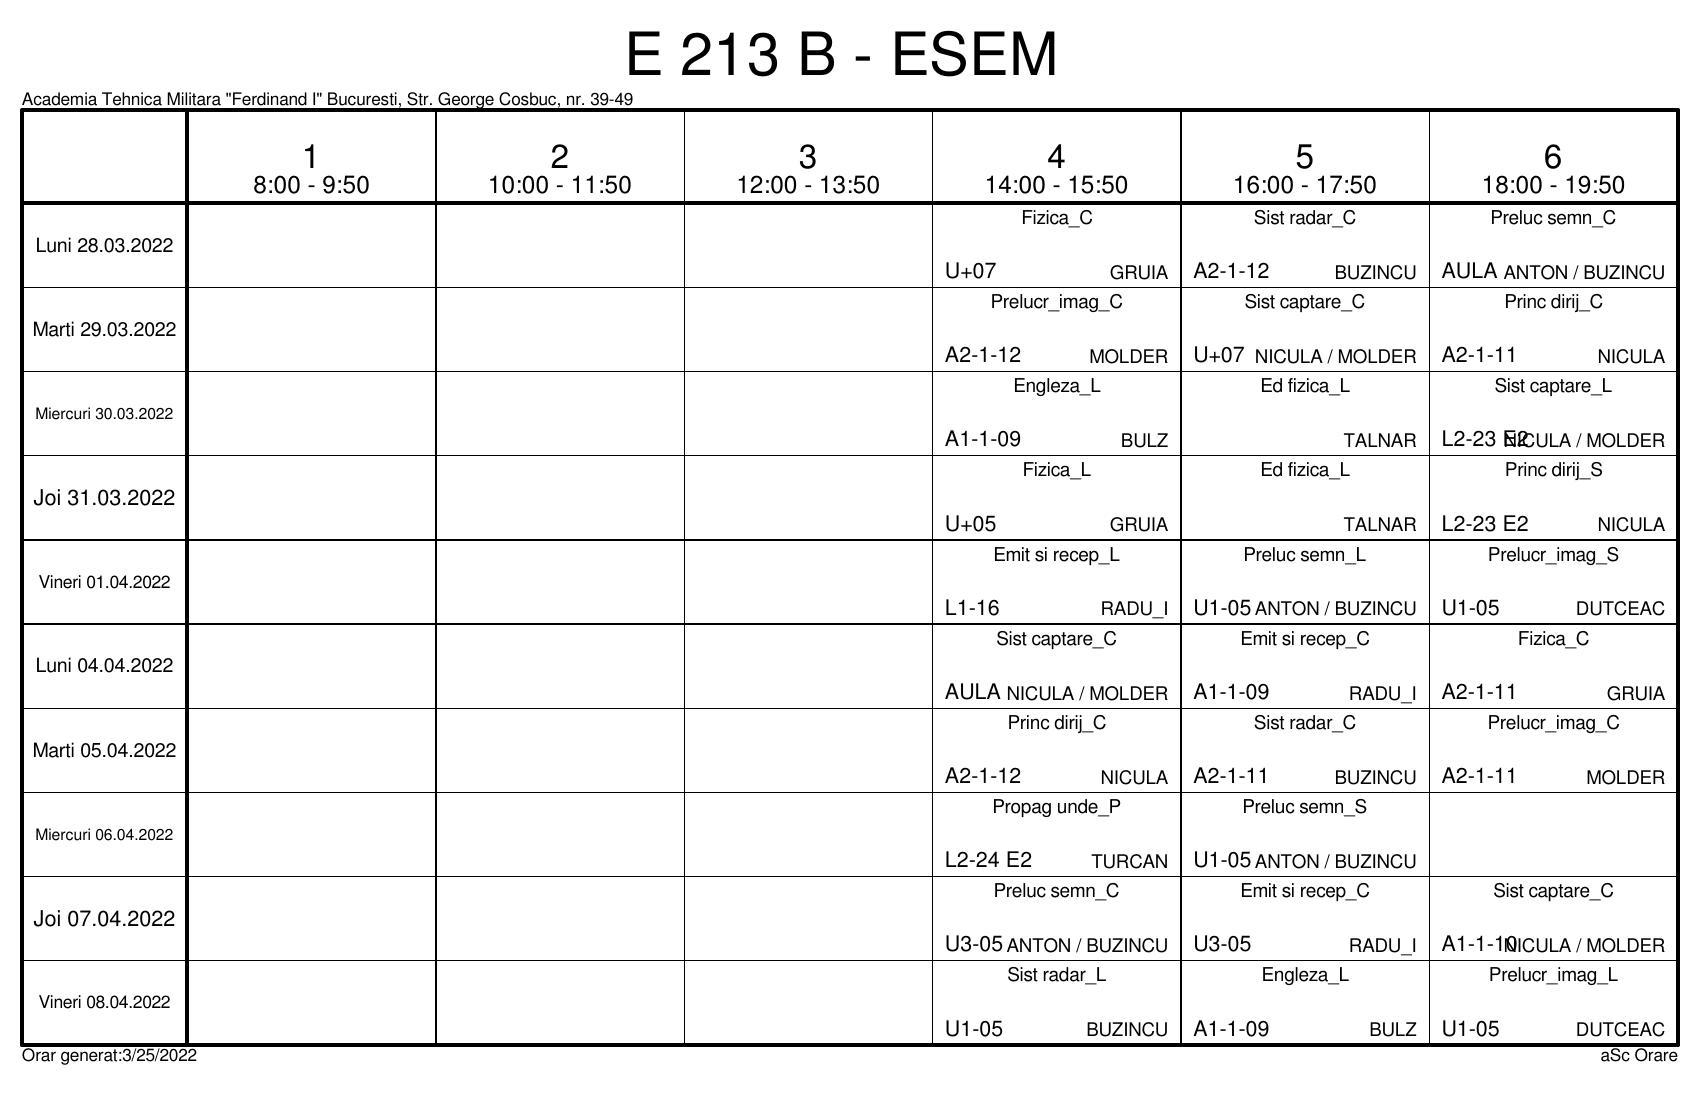 E 213 B - ESEM
Academia Tehnica Militara "Ferdinand I" Bucuresti, Str. George Cosbuc, nr. 39-49
1 2 3 4 5 6
8:00 - 9:50 10:00 - 11:50 12:00 - 13:50 14:00 - 15:50 16:00 - 17:50 18:00 - 19:50
Fizica_C Sist radar_C Preluc semn_C
Luni 28.03.2022
U+07 GRUIA A2-1-12 BUZINCU AULA ANTON / BUZINCU
Prelucr_imag_C Sist captare_C Princ dirij_C
Marti 29.03.2022
A2-1-12 MOLDER U+07 NICULA / MOLDER A2-1-11 NICULA
Engleza_L Ed fizica_L Sist captare_L
Miercuri 30.03.2022
A1-1-09 BULZ TALNAR L2-23 E2 NICULA / MOLDER
Fizica_L Ed fizica_L Princ dirij_S
Joi 31.03.2022
U+05 GRUIA TALNAR L2-23 E2 NICULA
Emit si recep_L Preluc semn_L Prelucr_imag_S
Vineri 01.04.2022
L1-16 RADU_I U1-05 ANTON / BUZINCU U1-05 DUTCEAC
Sist captare_C Emit si recep_C Fizica_C
Luni 04.04.2022
AULA NICULA / MOLDER A1-1-09 RADU_I A2-1-11 GRUIA
Princ dirij_C Sist radar_C Prelucr_imag_C
Marti 05.04.2022
A2-1-12 NICULA A2-1-11 BUZINCU A2-1-11 MOLDER
Propag unde_P Preluc semn_S
Miercuri 06.04.2022
L2-24 E2 TURCAN U1-05 ANTON / BUZINCU
Preluc semn_C Emit si recep_C Sist captare_C
Joi 07.04.2022
U3-05 ANTON / BUZINCU U3-05 RADU_I A1-1-10 NICULA / MOLDER
Sist radar_L Engleza_L Prelucr_imag_L
Vineri 08.04.2022
U1-05 BUZINCU A1-1-09 BULZ U1-05 DUTCEAC
Orar generat:3/25/2022 aSc Orare